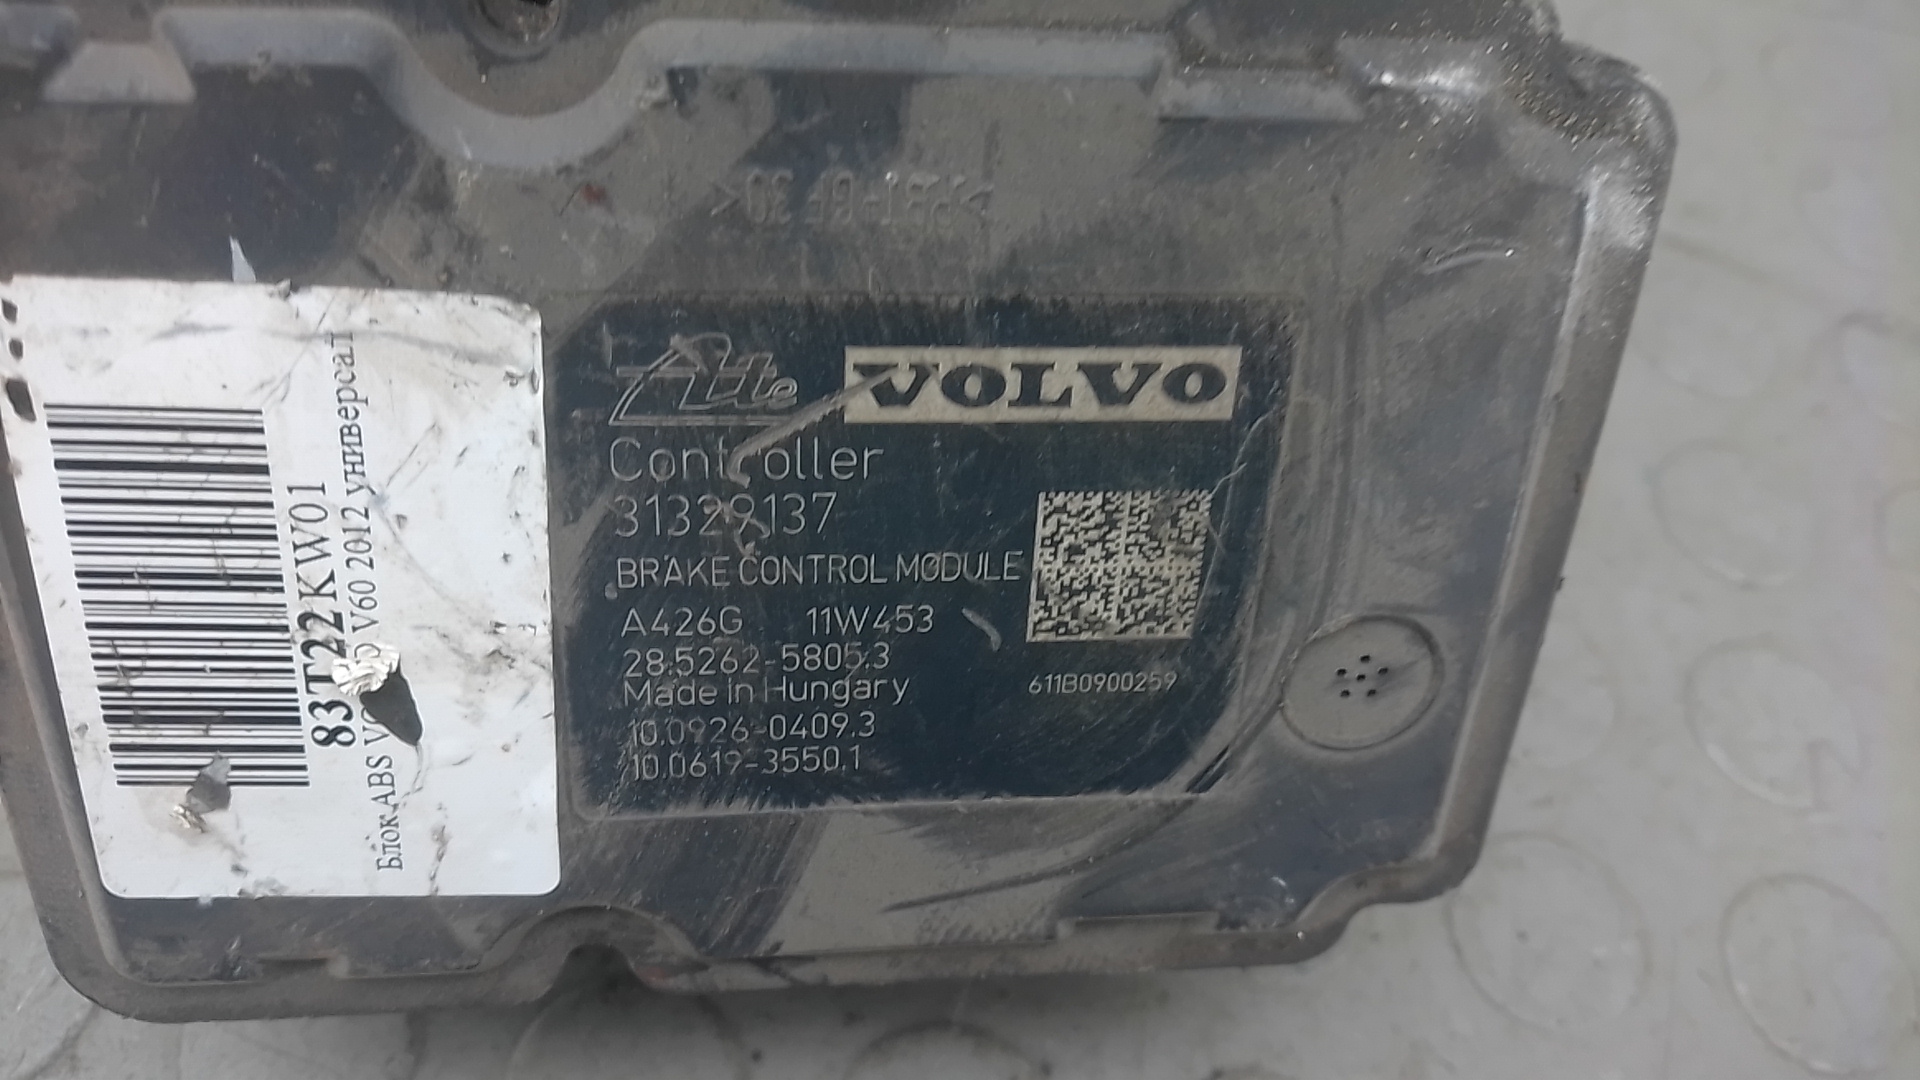 Ate VOLVO
Controller
31329137
BRAKE CONTROL MODULE
A426G 11W453
28.5262-5805.3
Made in Hungary
611B0900259
10.0926-0409.3
10.0619-3550.1
83T22KW01
Блок ABS V60 2012 универсал